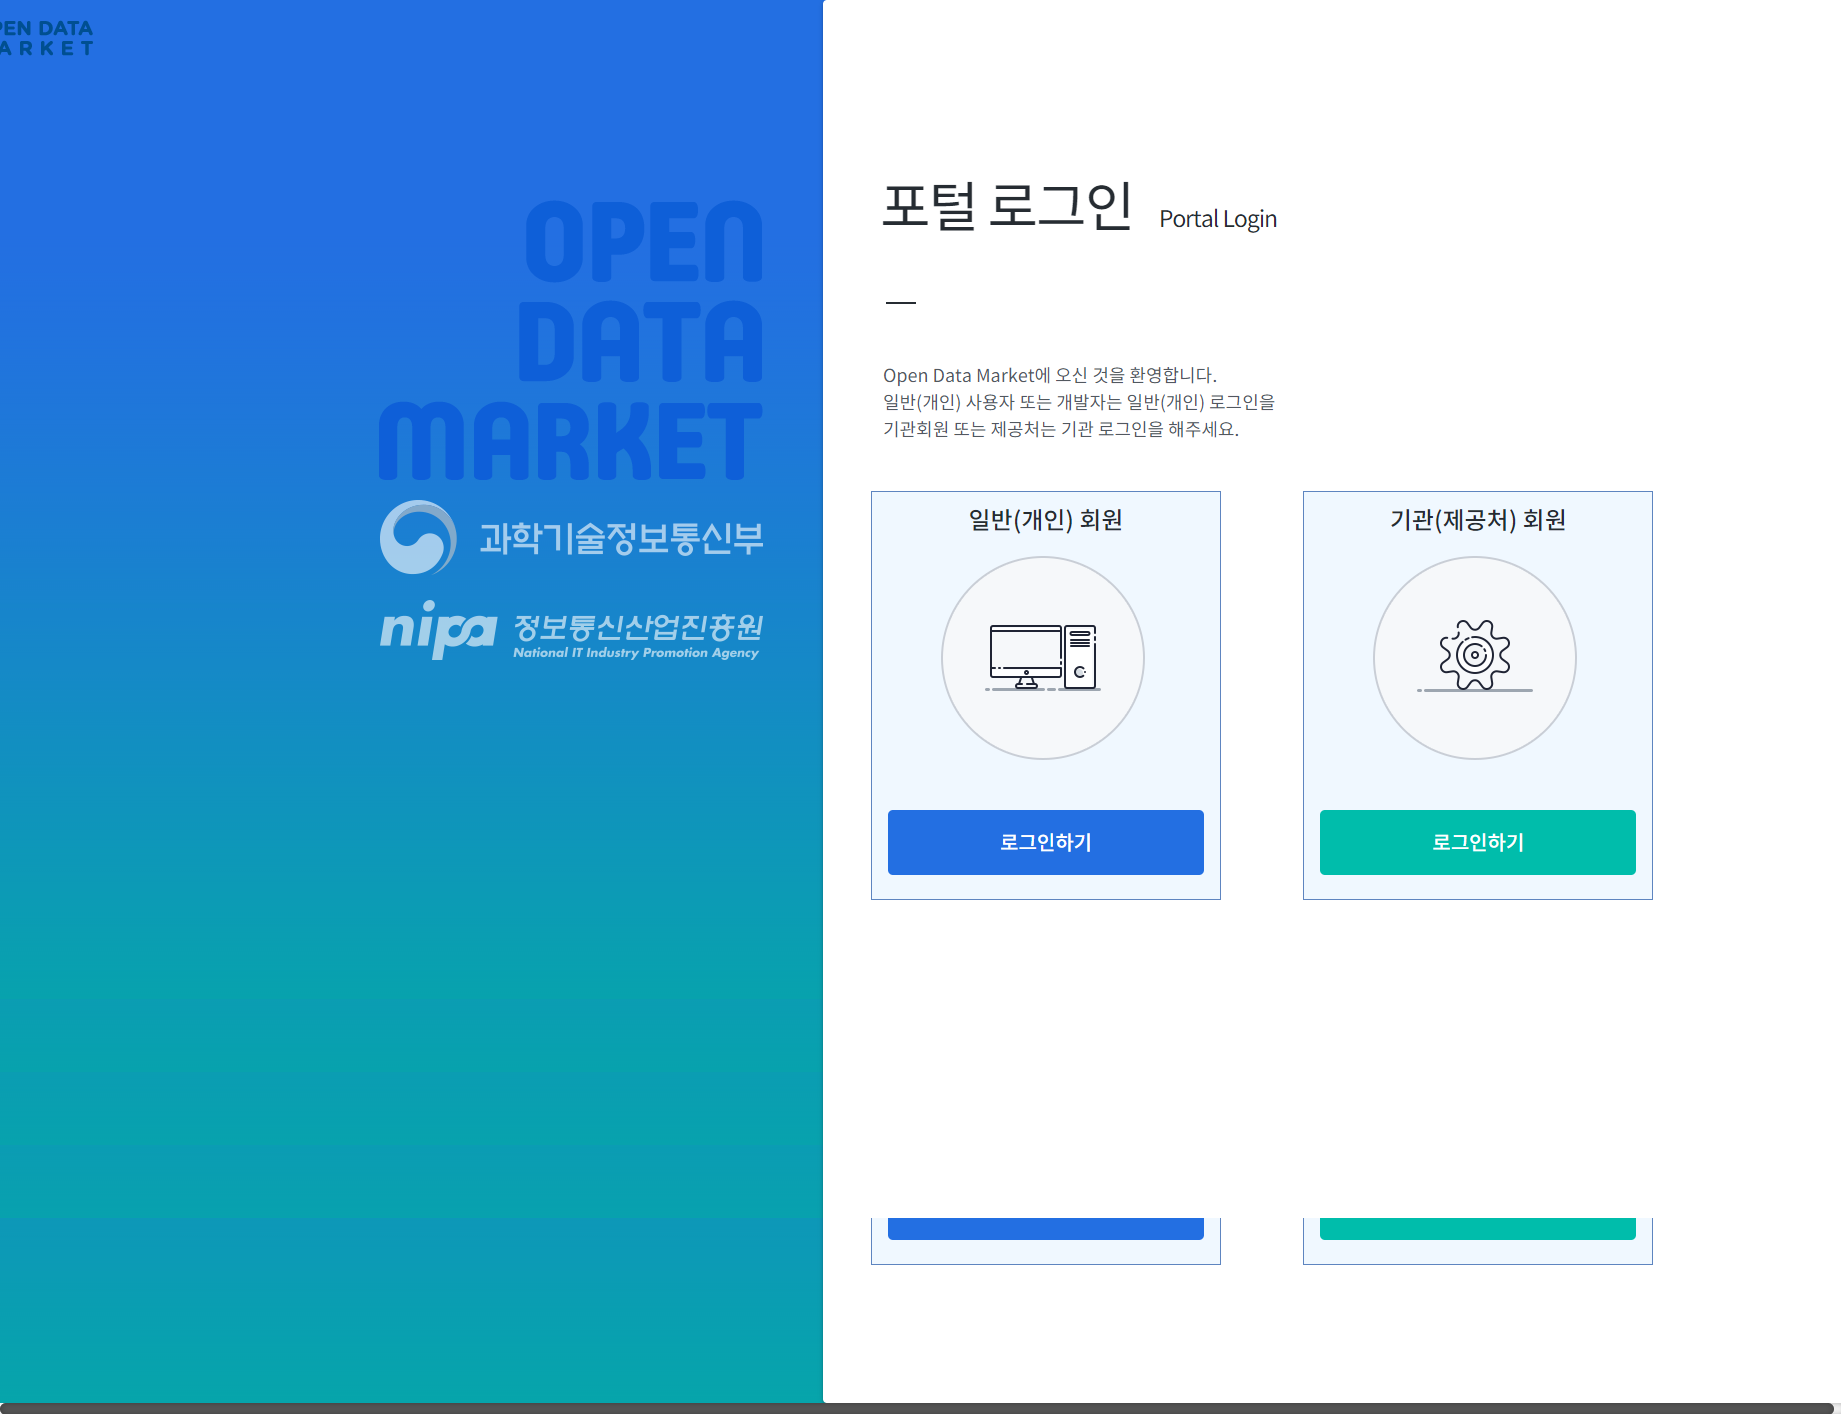 PEN DATA
ARKET
OPEN
DATA
MARKET
과학기술정보통신부
nipa 정보통신산업진흥원
National IT Industry Promotion Agency
포털 로그인 Portal Login
Open Data Market에 오신 것을 환영합니다.
일반(개인) 사용자 또는 개발자는 일반(개인) 로그인을
기관회원 또는 제공처는 기관 로그인을 해주세요.
일반(개인) 회원
로그인하기
기관(제공처) 회원
로그인하기